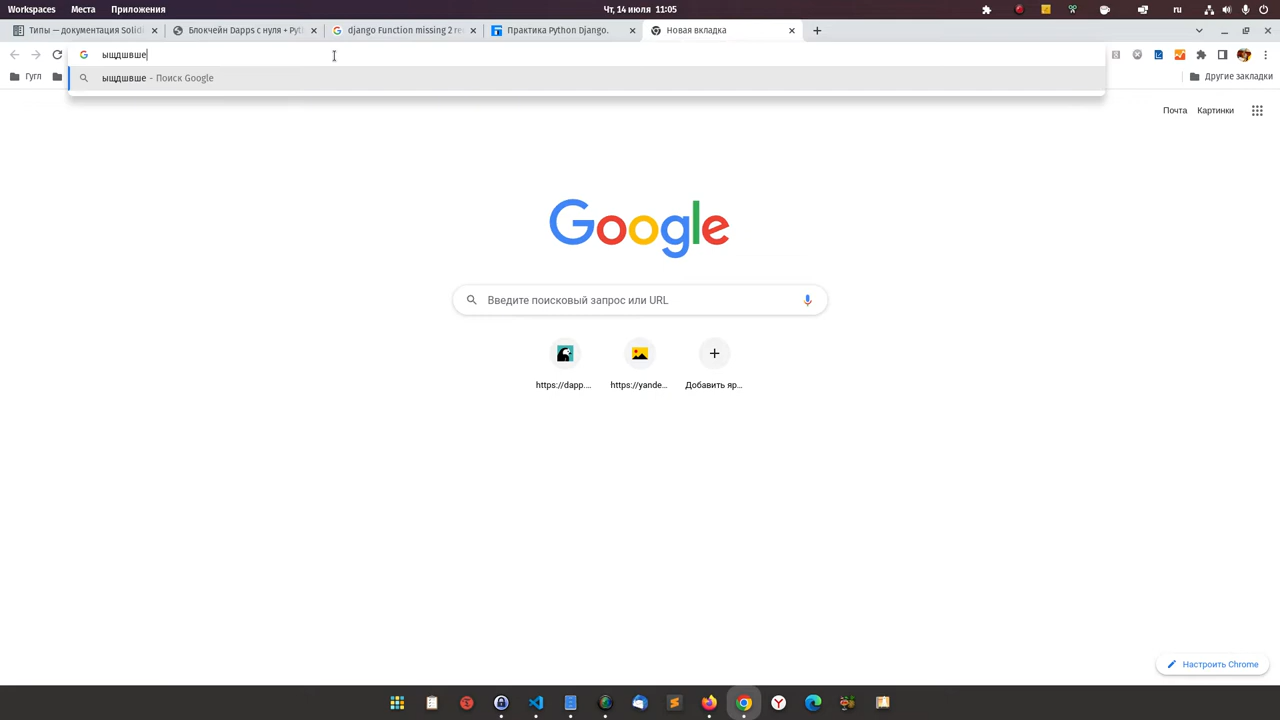 Workspaces Места Приложения Чт, 14 июля 11:05 ru
Типы — документация Solidi Блокчейн Dapps с нуля + Pyt django Function missing 2 re Практика Python Django. Новая вкладка
ыщдшвше
Гугл Другие закладки
ыщдшвше – Поиск Google
Почта Картинки
Google
Введите поисковый запрос или URL
https://dapp.... https://yande... Добавить яр...
Настроить Chrome